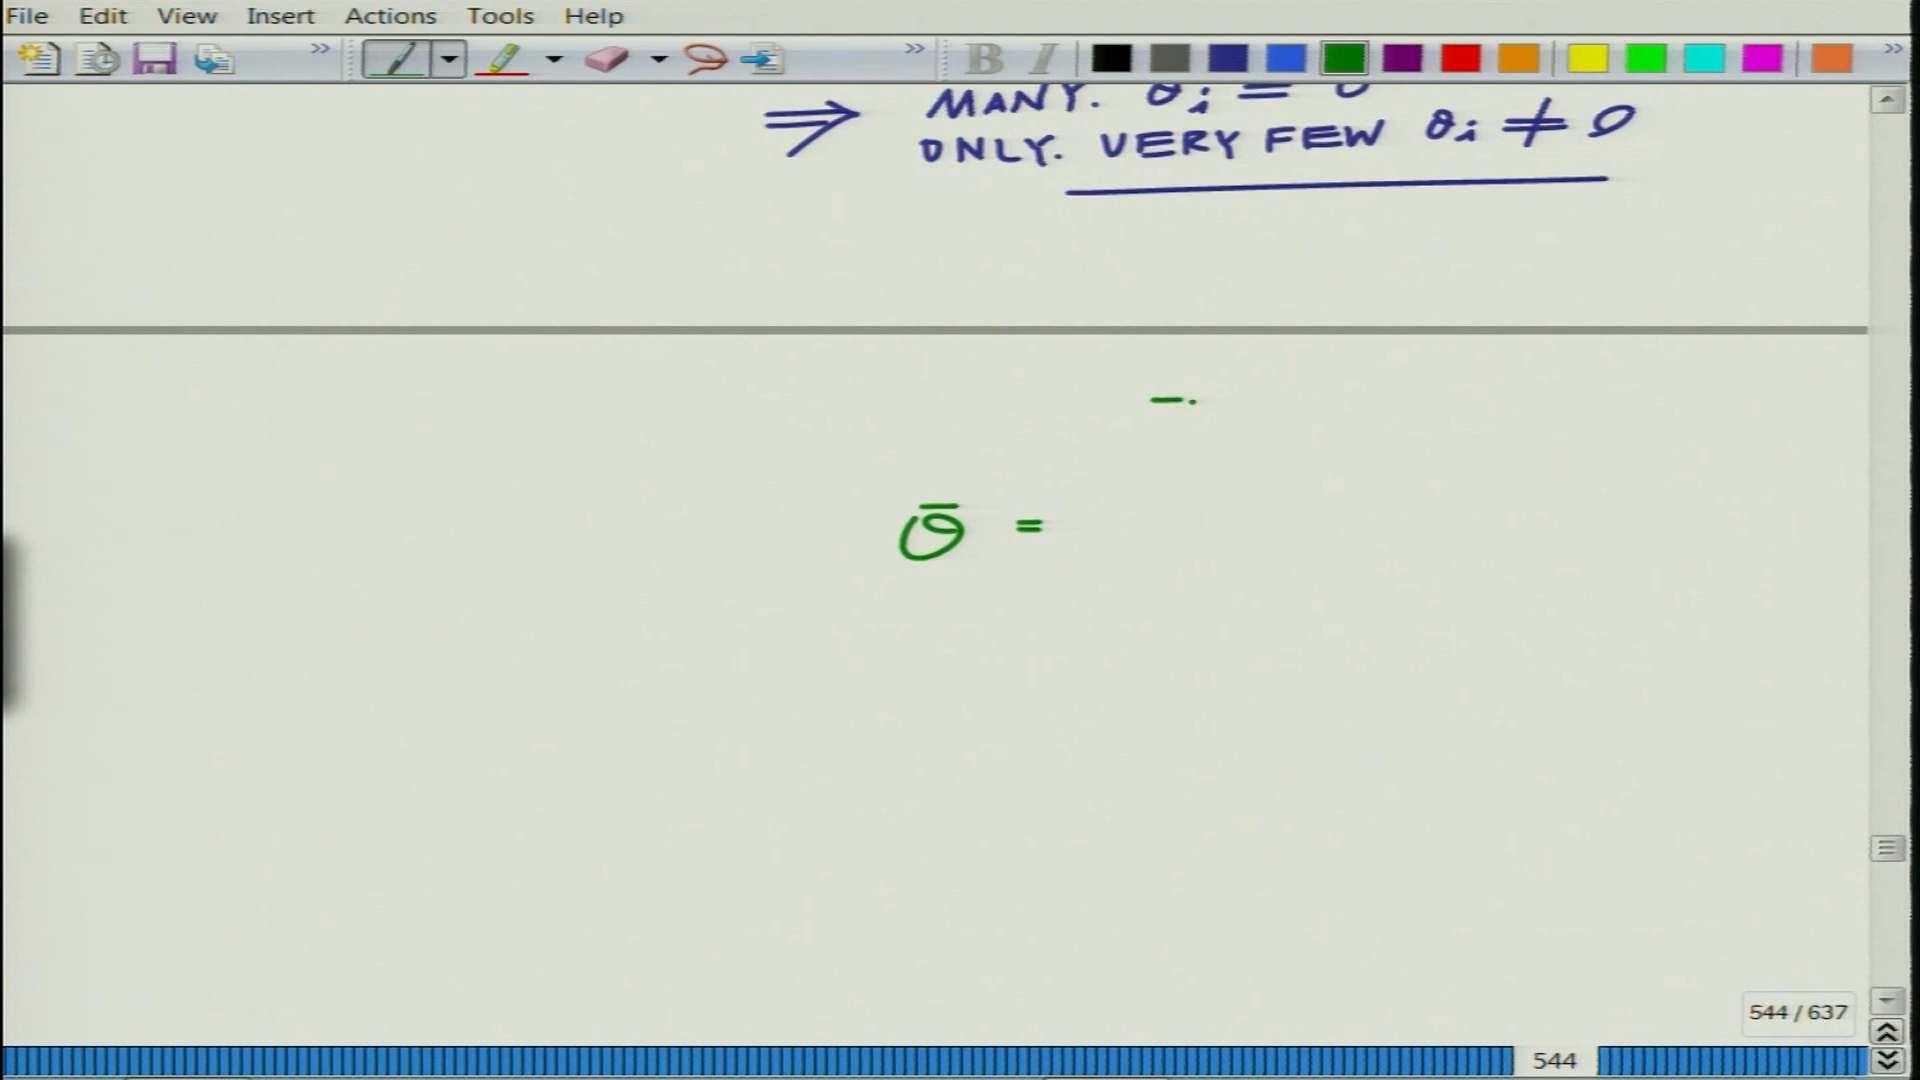 File Edit View Insert Actions Tools Help
B I
⇒ MANY. θi = 0
ONLY. VERY FEW θi ≠ 0
θ̄ =
544 / 637
544